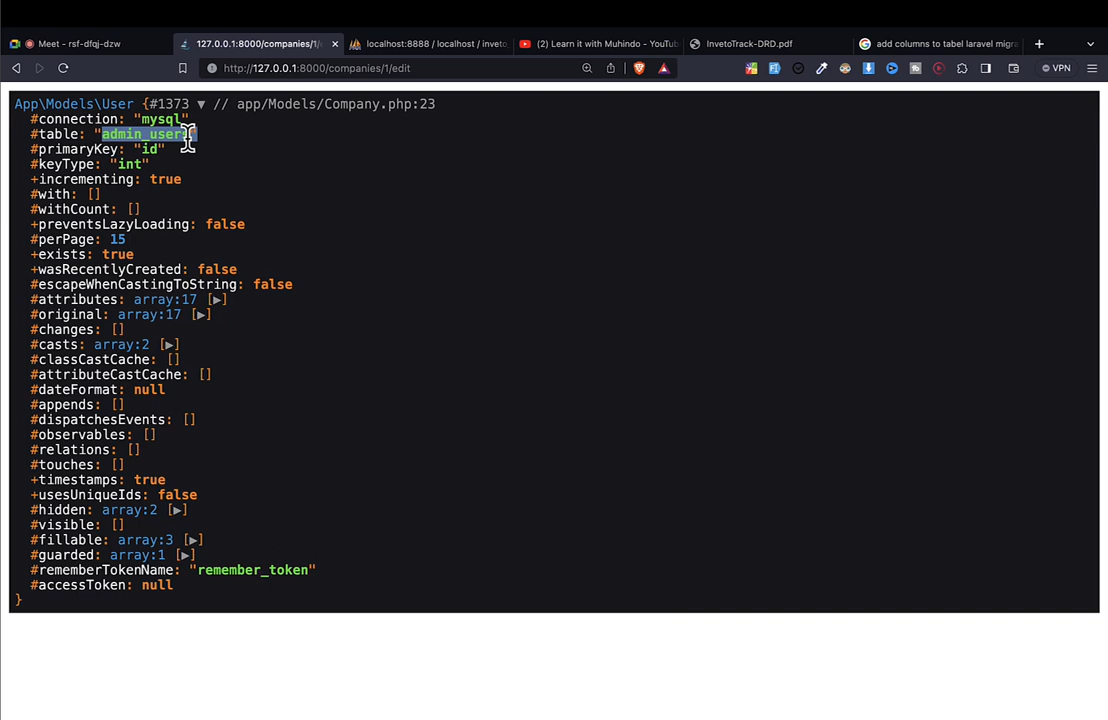 Meet - rsf-dfqj-dzw
127.0.0.1:8000/companies/1/
localhost:8888 / localhost / inveto
(2) Learn it with Muhindo - YouTu
InvetoTrack-DRD.pdf
add columns to tabel laravel migra
http://127.0.0.1:8000/companies/1/edit
VPN
App\Models\User {#1373 ▼ // app/Models/Company.php:23
#connection: "mysql"
#table: "admin_user
#primaryKey: "id"
#keyType: "int"
+incrementing: true
#with: []
#withCount: []
+preventsLazyLoading: false
#perPage: 15
+exists: true
+wasRecentlyCreated: false
#escapeWhenCastingToString: false
#attributes: array:17 [▶]
#original: array:17 [▶]
#changes: []
#casts: array:2 [▶]
#classCastCache: []
#attributeCastCache: []
#dateFormat: null
#appends: []
#dispatchesEvents: []
#observables: []
#relations: []
#touches: []
+timestamps: true
+usesUniqueIds: false
#hidden: array:2 [▶]
#visible: []
#fillable: array:3 [▶]
#guarded: array:1 [▶]
#rememberTokenName: "remember_token"
#accessToken: null
}